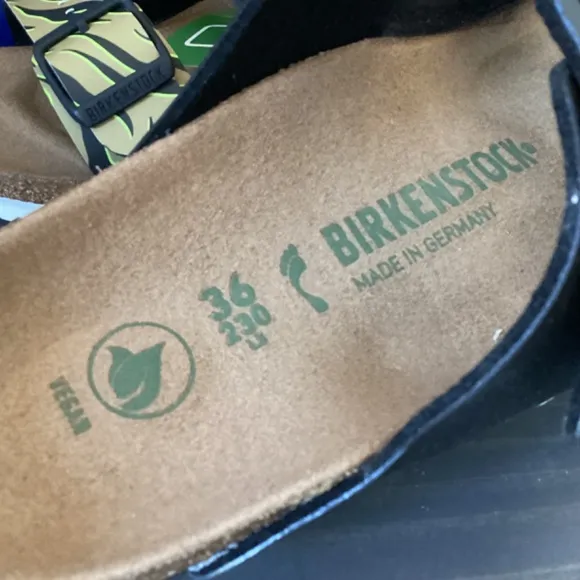 BIRKENSTOCK
BIRKENSTOCK
MADE IN GERMANY
36
230
VEGAN